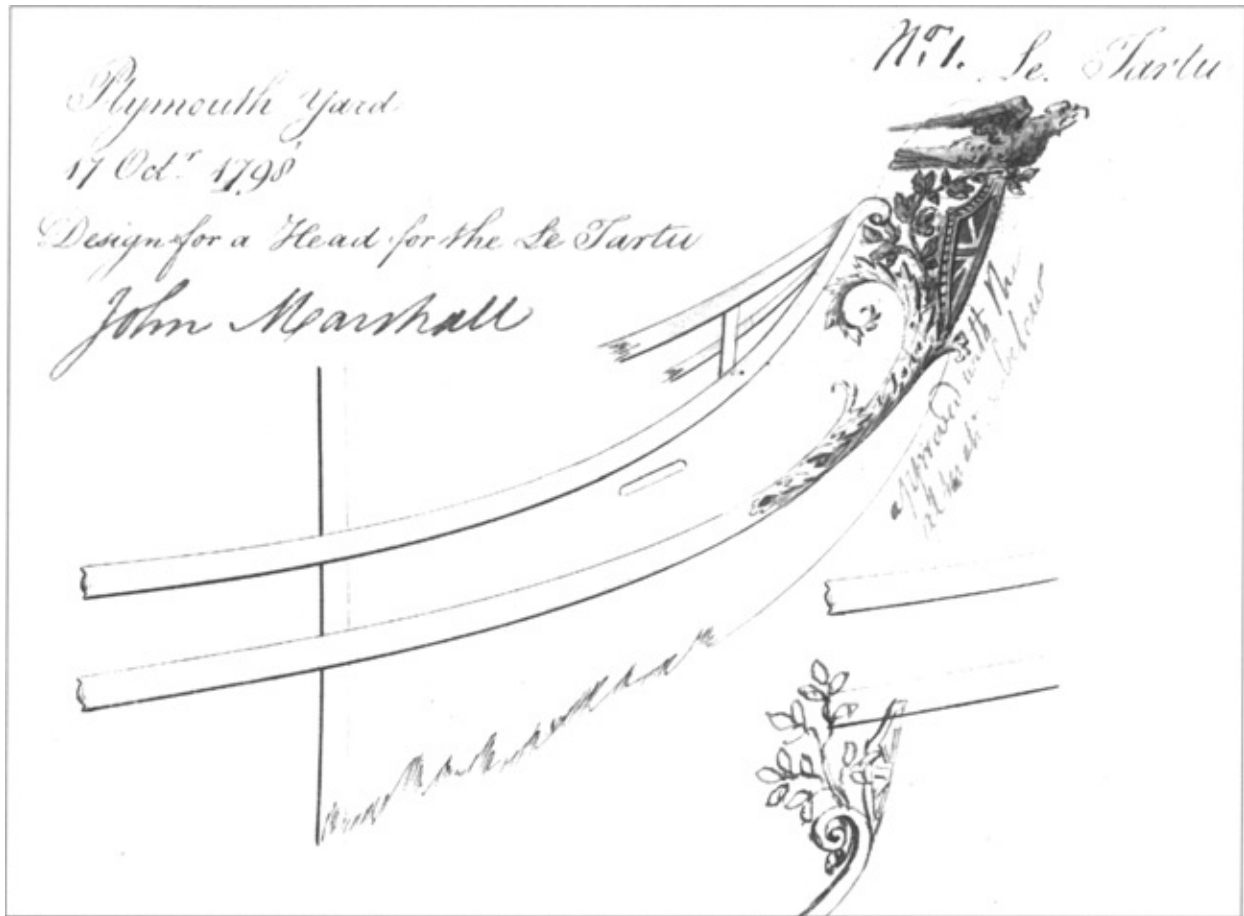 Plymouth Yard
17 Octr. 1798
Design for a Head for the Le Tartu
John Marshall
No. 1. Le. Tartu
approved with the
below